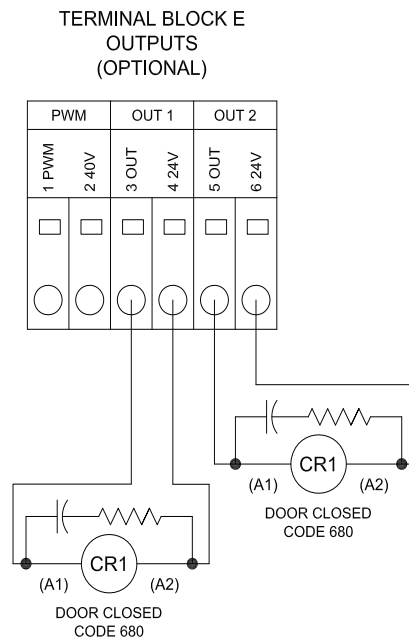 TERMINAL BLOCK E
OUTPUTS
(OPTIONAL)
PWM OUT 1 OUT 2
1 PWM
2 40V
3 OUT
4 24V
5 OUT
6 24V
CR1
(A1) (A2)
DOOR CLOSED
CODE 680
CR1
(A1) (A2)
DOOR CLOSED
CODE 680